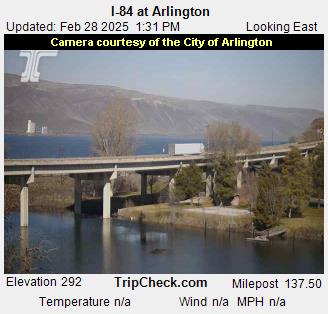 I-84 at Arlington
Updated: Feb 28 2025 1:31 PM Looking East
Camera courtesy of the City of Arlington
Elevation 292 TripCheck.com Milepost 137.50
Temperature n/a Wind n/a MPH n/a